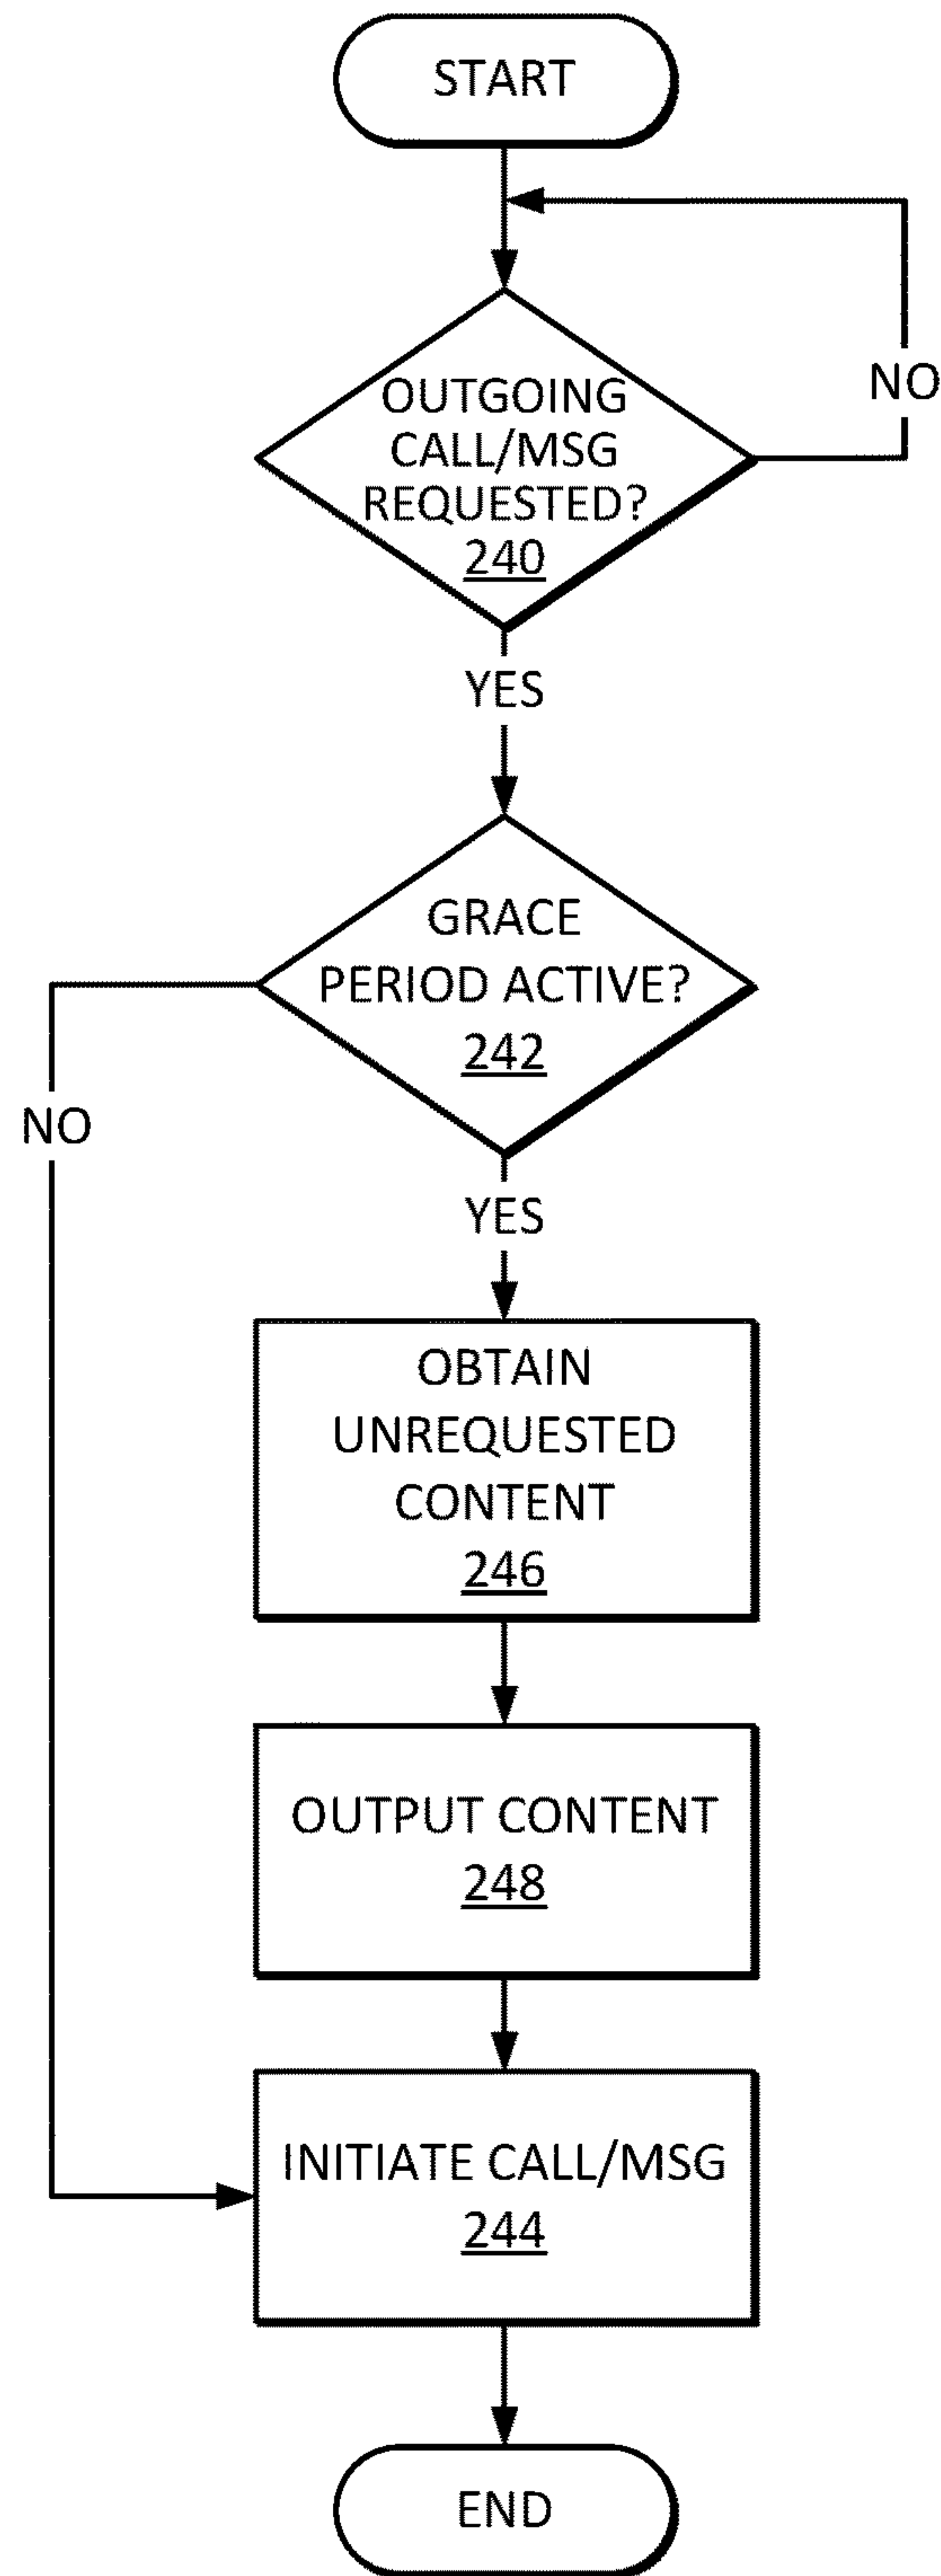 START
OUTGOING
CALL/MSG
REQUESTED?
240
NO
YES
GRACE
PERIOD ACTIVE?
242
NO
YES
OBTAIN
UNREQUESTED
CONTENT
246
OUTPUT CONTENT
248
INITIATE CALL/MSG
244
END